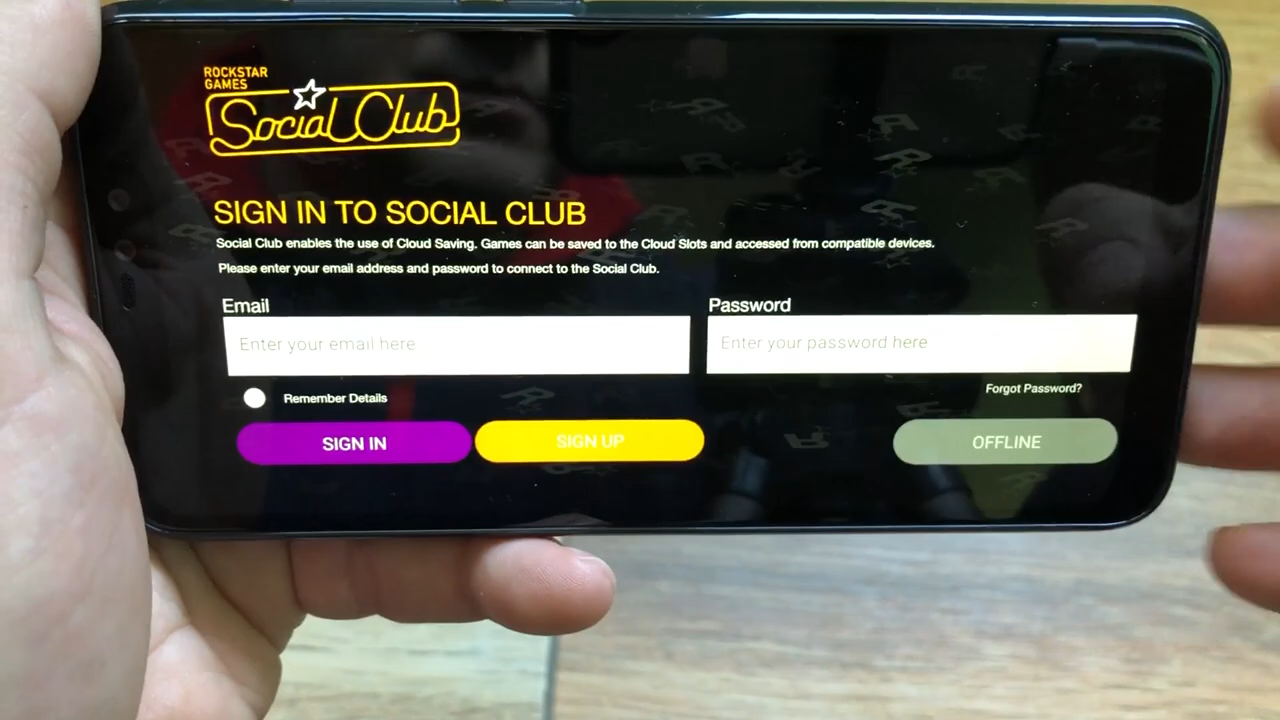 ROCKSTAR
GAMES
Social Club
SIGN IN TO SOCIAL CLUB
Social Club enables the use of Cloud Saving. Games can be saved to the Cloud Slots and accessed from compatible devices.
Please enter your email address and password to connect to the Social Club.
Email
Password
Enter your email here
Enter your password here
Remember Details
Forgot Password?
SIGN IN
SIGN UP
OFFLINE